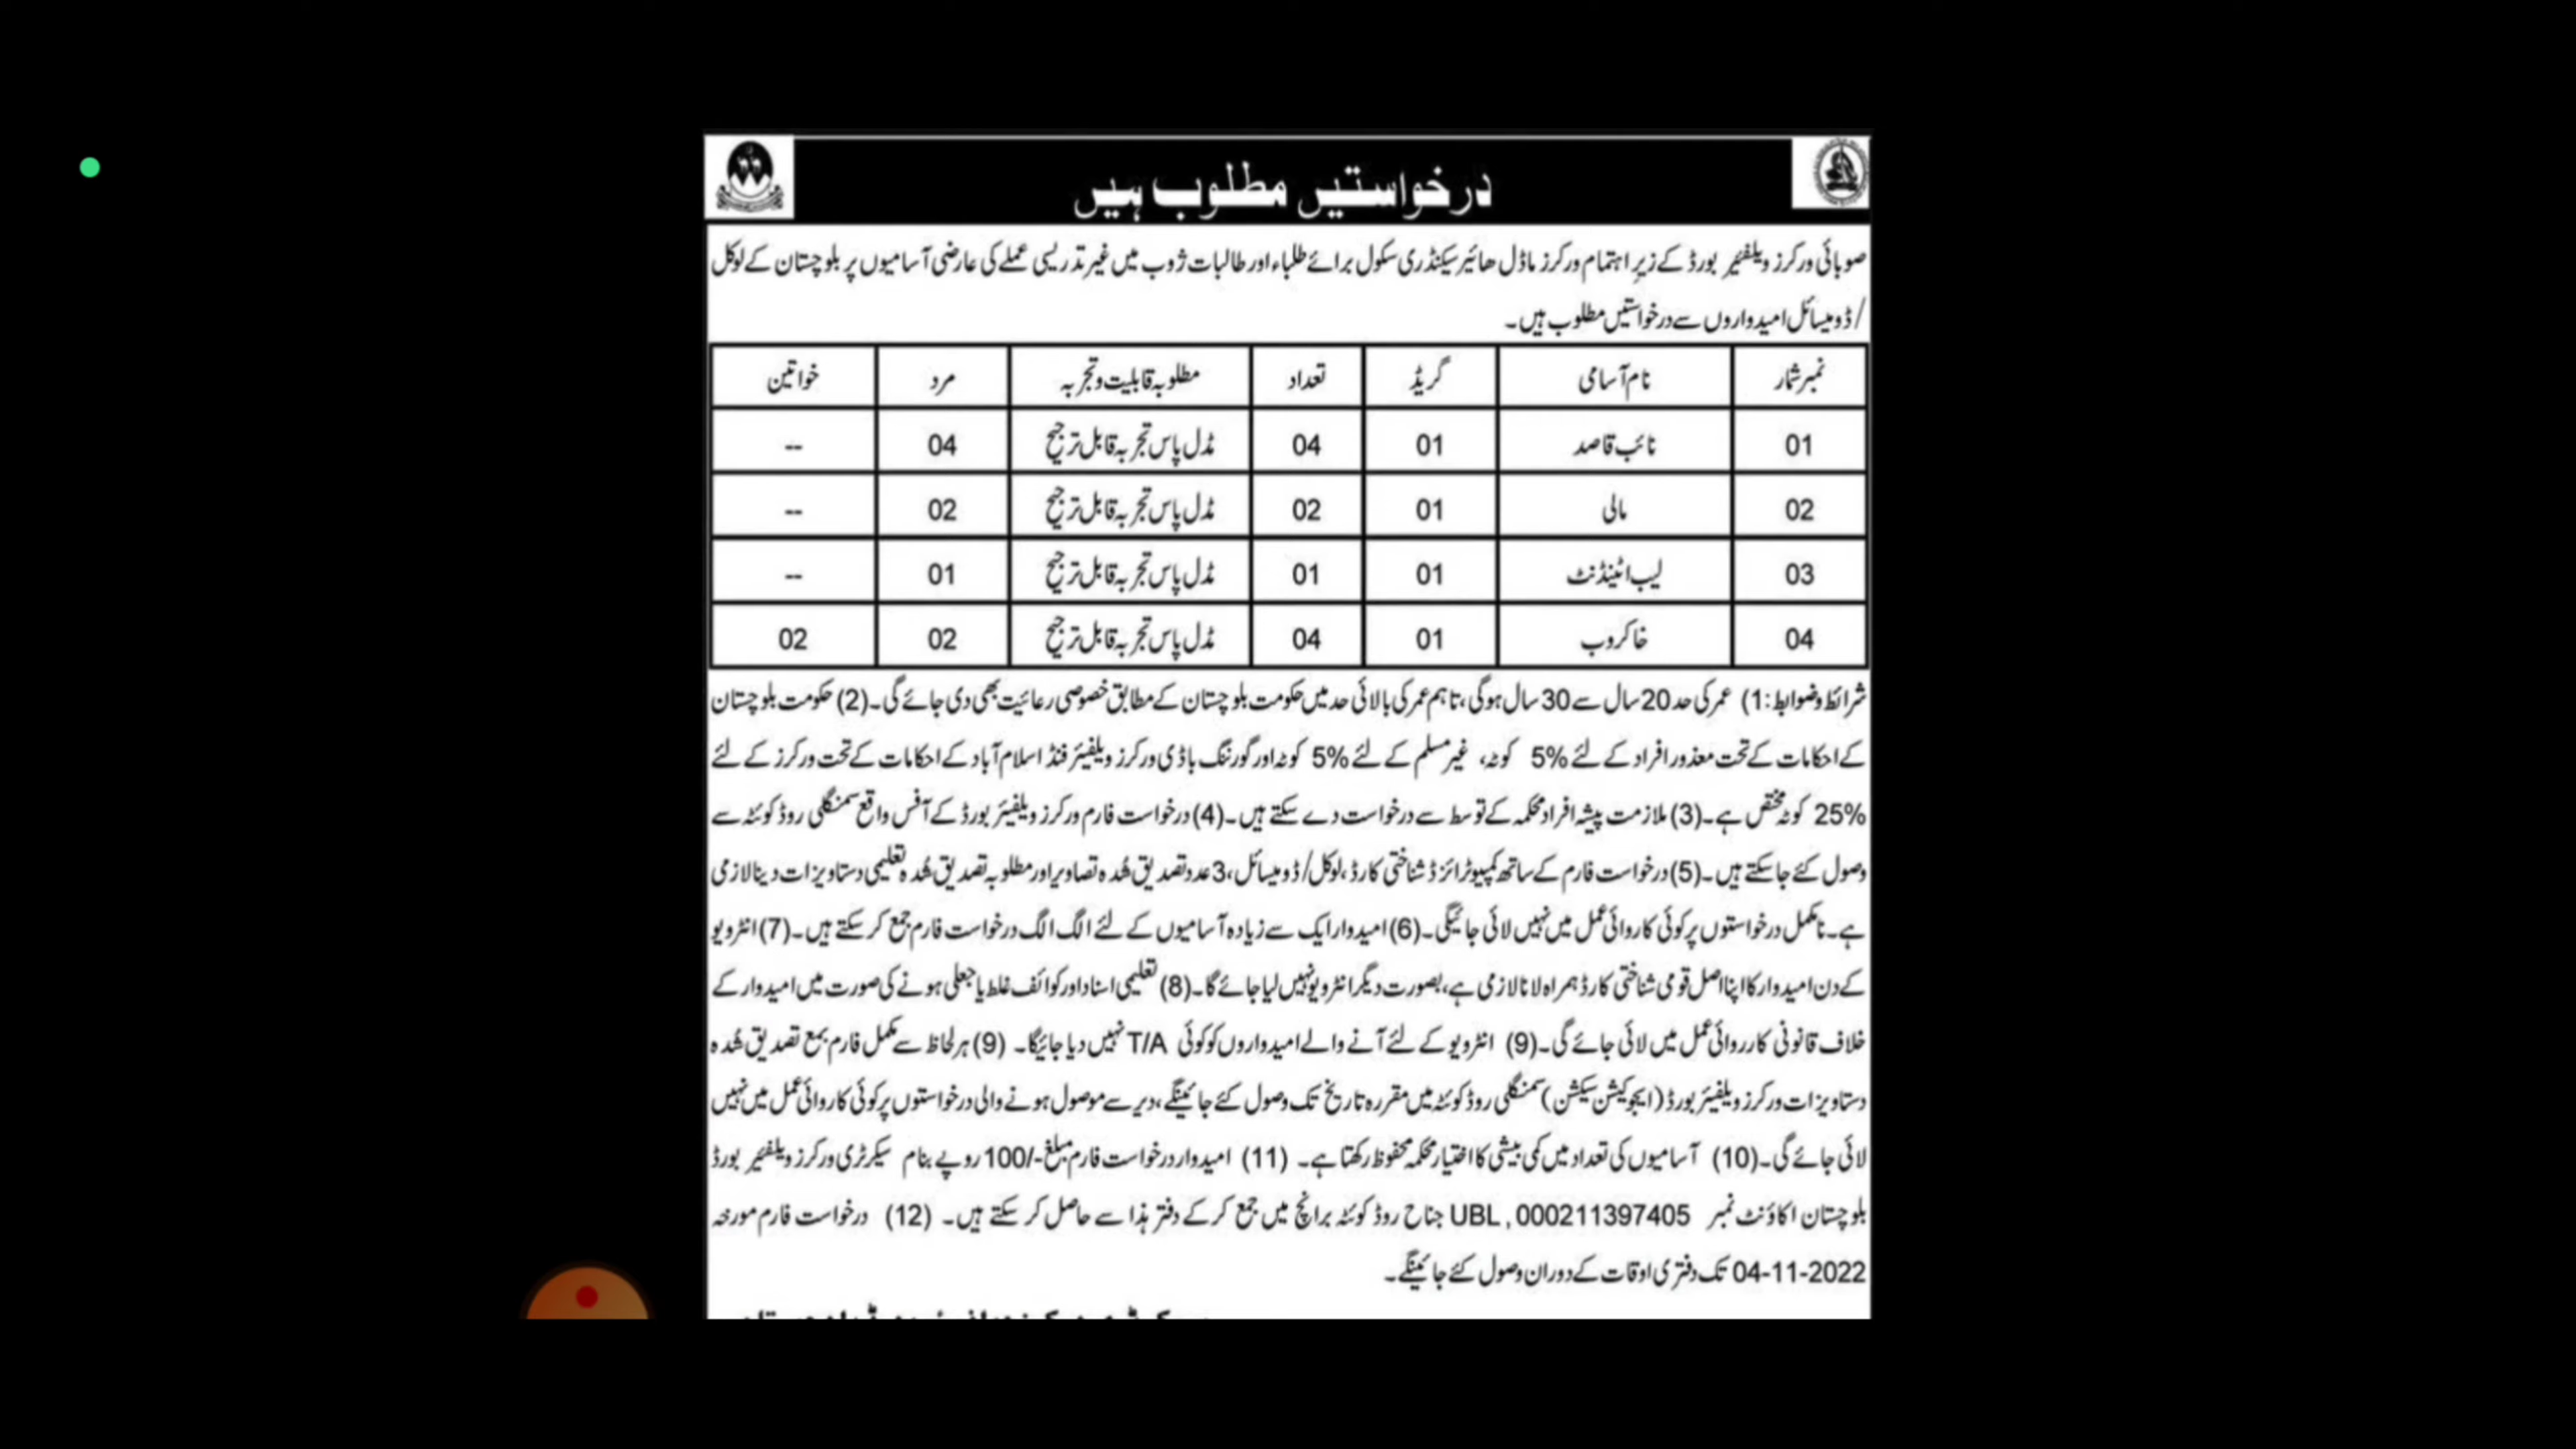 درخواستیں مطلوب ہیں
صوبائی ورکرز ویلفئیر بورڈ کے زیرِ اہتمام ورکرز ماڈل ھائیر سیکنڈری سکول برائے طلباء اور طالبات ژوب میں غیر تدریسی عملے کی عارضی آسامیوں پر بلوچستان کے لوکل
/ ڈومیسائل امیدواروں سے درخواستیں مطلوب ہیں۔
نمبر شمار نام آسامی گریڈ تعداد مطلوبہ قابلیت و تجربہ مرد خواتین
01 نائب قاصد 01 04 مڈل پاس تجربہ قابل ترجیح 04 --
02 مالی 01 02 مڈل پاس تجربہ قابل ترجیح 02 --
03 لیب اٹینڈنٹ 01 01 مڈل پاس تجربہ قابل ترجیح 01 --
04 خاکروب 01 04 مڈل پاس تجربہ قابل ترجیح 02 02
شرائط و ضوابط: 1) عمر کی حد 20 سال سے 30 سال ہوگی، تاہم عمر کی بالائی حد میں حکومت بلوچستان کے مطابق خصوصی رعائیت بھی دی جائے گی۔ (2) حکومت بلوچستان
کے احکامات کے تحت معذور افراد کے لئے 5% کوٹہ، غیر مسلم کے لئے 5% کوٹہ اور گورننگ باڈی ورکرز ویلفیئر فنڈ اسلام آباد کے احکامات کے تحت ورکرز کے لئے
25% کوٹہ مختص ہے۔ (3) ملازمت پیشہ افراد محکمہ کے توسط سے درخواست دے سکتے ہیں۔ (4) درخواست فارم ورکرز ویلفیئر بورڈ کے آفس واقع سمنگلی روڈ کوئٹہ سے
وصول کئے جاسکتے ہیں۔ (5) درخواست فارم کے ساتھ کمپیوٹرائزڈ شناختی کارڈ، لوکل/ ڈومیسائل، 3 عدد تصدیق شُدہ تصاویر اور مطلوبہ تصدیق شُدہ تعلیمی دستاویزات دینا لازمی
ہے۔ نامکمل درخواستوں پر کوئی کاروائی عمل میں نہیں لائی جائیگی۔ (6) امیدوار ایک سے زیادہ آسامیوں کے لئے الگ الگ درخواست فارم جمع کرسکتے ہیں۔ (7) انٹرویو
کے دن امیدوار کا اپنا اصل قومی شناختی کارڈ ہمراہ لانا لازمی ہے، بصورت دیگر انٹرویو نہیں لیا جائے گا۔ (8) تعلیمی اسناد اور کوائف غلط یا جعلی ہونے کی صورت میں امیدوار کے
خلاف قانونی کارروائی عمل میں لائی جائے گی۔ (9) انٹرویو کے لئے آنے والے امیدواروں کو کوئی T/A نہیں دیا جائیگا۔ (9) ہر لحاظ سے مکمل فارم بمع تصدیق شُدہ
دستاویزات ورکرز ویلفیئر بورڈ (ایجوکیشن سیکشن) سمنگلی روڈ کوئٹہ میں مقررہ تاریخ تک وصول کئے جائینگے، دیر سے موصول ہونے والی درخواستوں پر کوئی کاروائی عمل میں نہیں
لائی جائے گی۔ (10) آسامیوں کی تعداد میں کمی بیشی کا اختیار محکمہ محفوظ رکھتا ہے۔ (11) امیدوار درخواست فارم مبلغ -/100 روپے بنام سیکرٹری ورکرز ویلفئیر بورڈ
بلوچستان اکاؤنٹ نمبر UBL , 000211397405 جناح روڈ کوئٹہ برانچ میں جمع کرکے دفتر ہذا سے حاصل کر سکتے ہیں۔ (12) درخواست فارم مورخہ
04-11-2022 تک دفتری اوقات کے دوران وصول کئے جائینگے۔